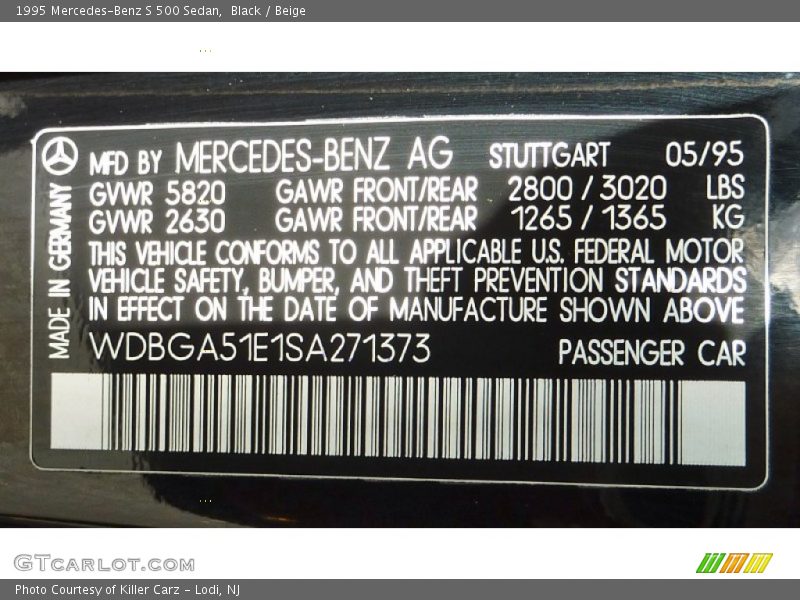 1995 Mercedes-Benz S 500 Sedan, Black / Beige
MFD BY MERCEDES-BENZ AG STUTTGART 05/95
GVWR 5820 GAWR FRONT/REAR 2800 / 3020 LBS
GVWR 2630 GAWR FRONT/REAR 1265 / 1365 KG
THIS VEHICLE CONFORMS TO ALL APPLICABLE U.S. FEDERAL MOTOR
VEHICLE SAFETY, BUMPER, AND THEFT PREVENTION STANDARDS
IN EFFECT ON THE DATE OF MANUFACTURE SHOWN ABOVE
MADE IN GERMANY
WDBGA51E1SA271373 PASSENGER CAR
GTCARLOT.COM
Photo Courtesy of Killer Carz - Lodi, NJ